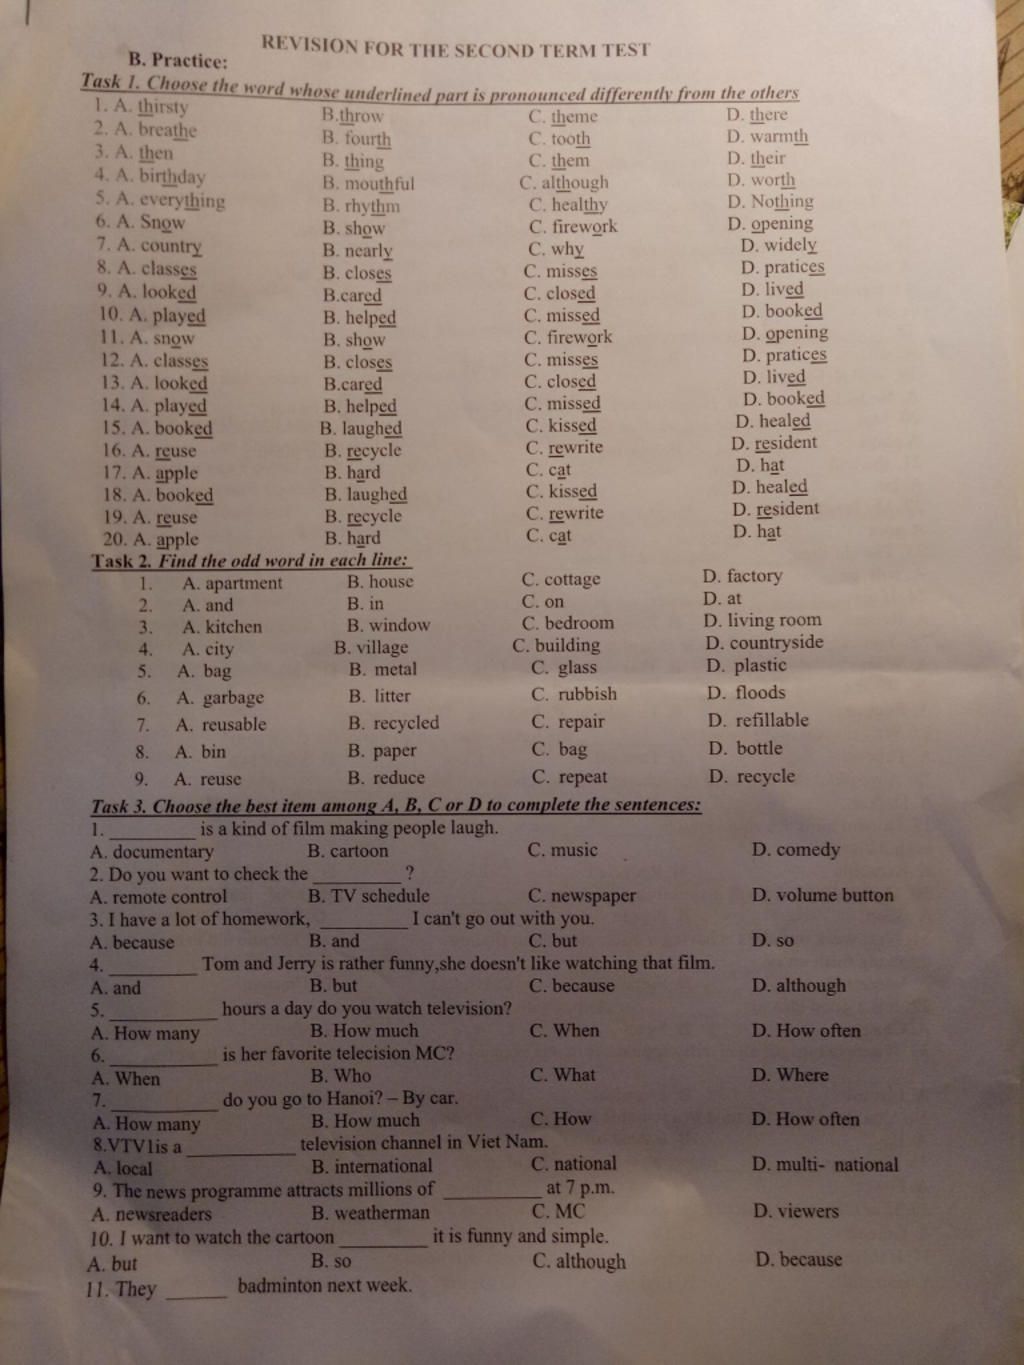 REVISION FOR THE SECOND TERM TEST
B. Practice:
Task 1. Choose the word whose underlined part is pronounced differently from the others
1. A. thirsty B.throw C. theme D. there
2. A. breathe B. fourth C. tooth D. warmth
3. A. then B. thing C. them D. their
4. A. birthday B. mouthful C. although D. worth
5. A. everything B. rhythm C. healthy D. Nothing
6. A. Snow B. show C. firework D. opening
7. A. country B. nearly C. why D. widely
8. A. classes B. closes C. misses D. pratices
9. A. looked B.cared C. closed D. lived
10. A. played B. helped C. missed D. booked
11. A. snow B. show C. firework D. opening
12. A. classes B. closes C. misses D. pratices
13. A. looked B.cared C. closed D. lived
14. A. played B. helped C. missed D. booked
15. A. booked B. laughed C. kissed D. healed
16. A. reuse B. recycle C. rewrite D. resident
17. A. apple B. hard C. cat D. hat
18. A. booked B. laughed C. kissed D. healed
19. A. reuse B. recycle C. rewrite D. resident
20. A. apple B. hard C. cat D. hat
Task 2. Find the odd word in each line:
1. A. apartment B. house C. cottage D. factory
2. A. and B. in C. on D. at
3. A. kitchen B. window C. bedroom D. living room
4. A. city B. village C. building D. countryside
5. A. bag B. metal C. glass D. plastic
6. A. garbage B. litter C. rubbish D. floods
7. A. reusable B. recycled C. repair D. refillable
8. A. bin B. paper C. bag D. bottle
9. A. reuse B. reduce C. repeat D. recycle
Task 3. Choose the best item among A, B, C or D to complete the sentences:
1. _________ is a kind of film making people laugh.
A. documentary B. cartoon C. music D. comedy
2. Do you want to check the _________ ?
A. remote control B. TV schedule C. newspaper D. volume button
3. I have a lot of homework, _________ I can't go out with you.
A. because B. and C. but D. so
4. _________ Tom and Jerry is rather funny,she doesn't like watching that film.
A. and B. but C. because D. although
5. ___________ hours a day do you watch television?
A. How many B. How much C. When D. How often
6. ___________ is her favorite telecision MC?
A. When B. Who C. What D. Where
7. ___________ do you go to Hanoi? – By car.
A. How many B. How much C. How D. How often
8.VTV1is a ___________ television channel in Viet Nam.
A. local B. international C. national D. multi- national
9. The news programme attracts millions of __________ at 7 p.m.
A. newsreaders B. weatherman C. MC D. viewers
10. I want to watch the cartoon _________ it is funny and simple.
A. but B. so C. although D. because
11. They ______ badminton next week.